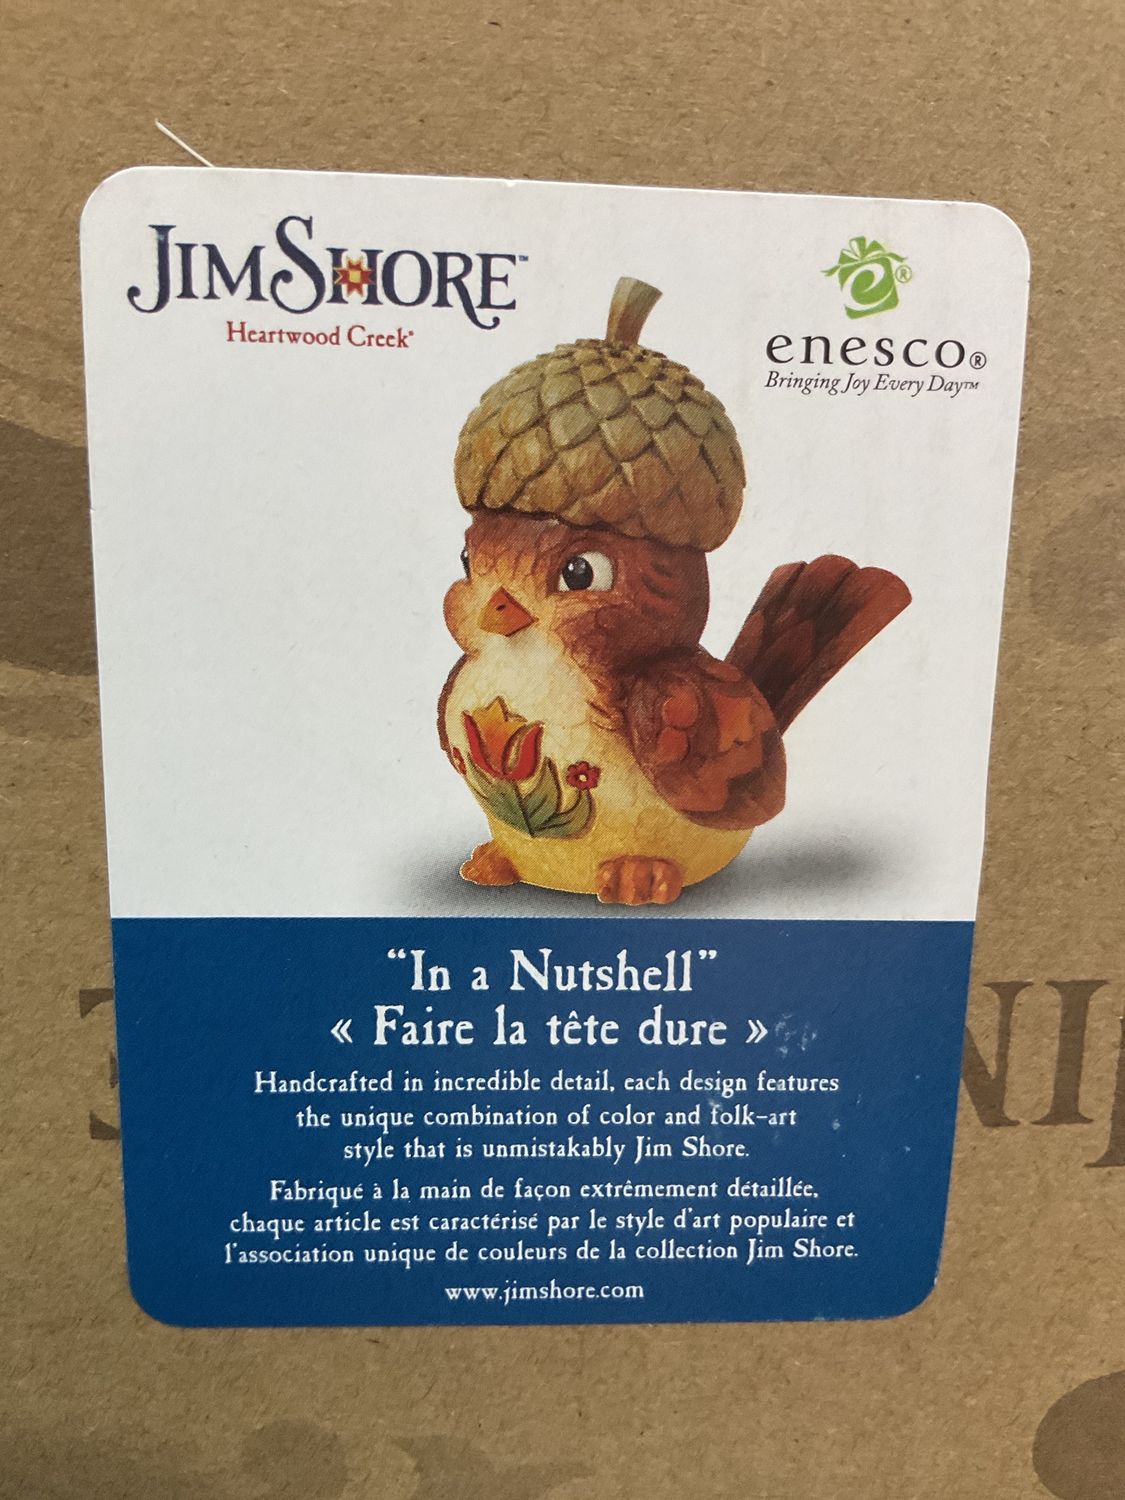 JIM SHORE™
Heartwood Creek®
enesco®
Bringing Joy Every Day™
“In a Nutshell”
« Faire la tête dure »
Handcrafted in incredible detail, each design features
the unique combination of color and folk-art
style that is unmistakably Jim Shore.
Fabriqué à la main de façon extrêmement détaillée,
chaque article est caractérisé par le style d'art populaire et
l'association unique de couleurs de la collection Jim Shore.
www.jimshore.com